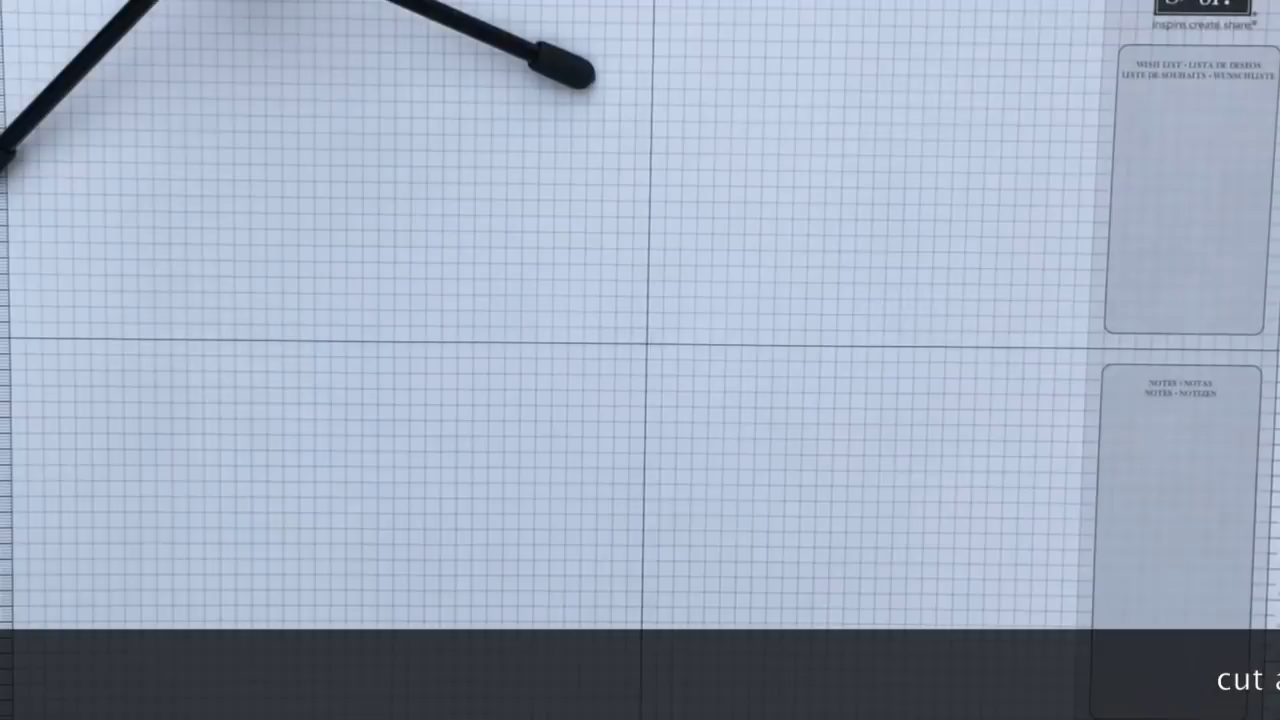 inspire.create.share®
WISH LIST • LISTA DE DESEOS
LISTE DE SOUHAITS • WUNSCHLISTE
NOTES • NOTAS
NOTES • NOTIZEN
cut a